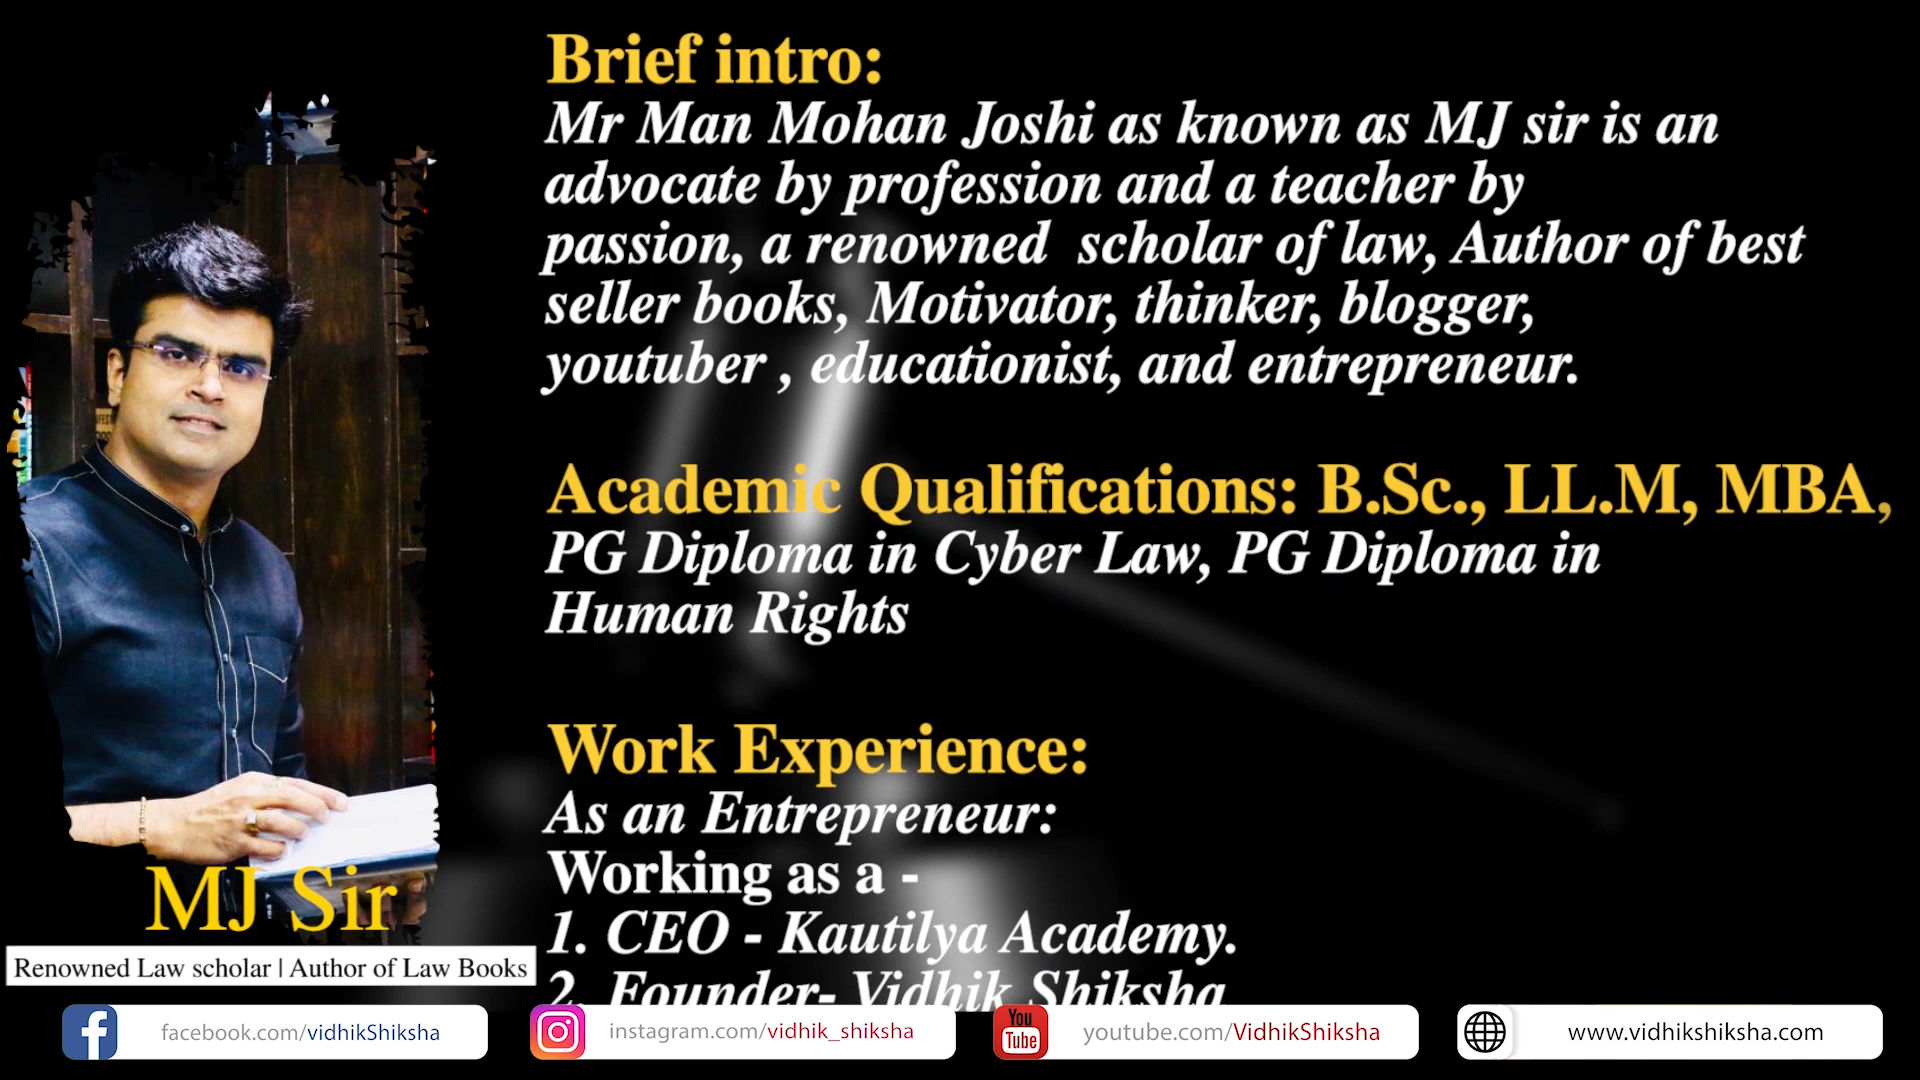 Brief intro:
Mr Man Mohan Joshi as known as MJ sir is an
advocate by profession and a teacher by
passion, a renowned scholar of law, Author of best
seller books, Motivator, thinker, blogger,
youtuber , educationist, and entrepreneur.
Academic Qualifications: B.Sc., LL.M, MBA,
PG Diploma in Cyber Law, PG Diploma in
Human Rights
Work Experience:
As an Entrepreneur:
Working as a -
1. CEO - Kautilya Academy.
2. Founder- Vidhik Shiksha
MJ Sir
Renowned Law scholar | Author of Law Books
facebook.com/vidhikShiksha
instagram.com/vidhik_shiksha
You
Tube
youtube.com/VidhikShiksha
www.vidhikshiksha.com